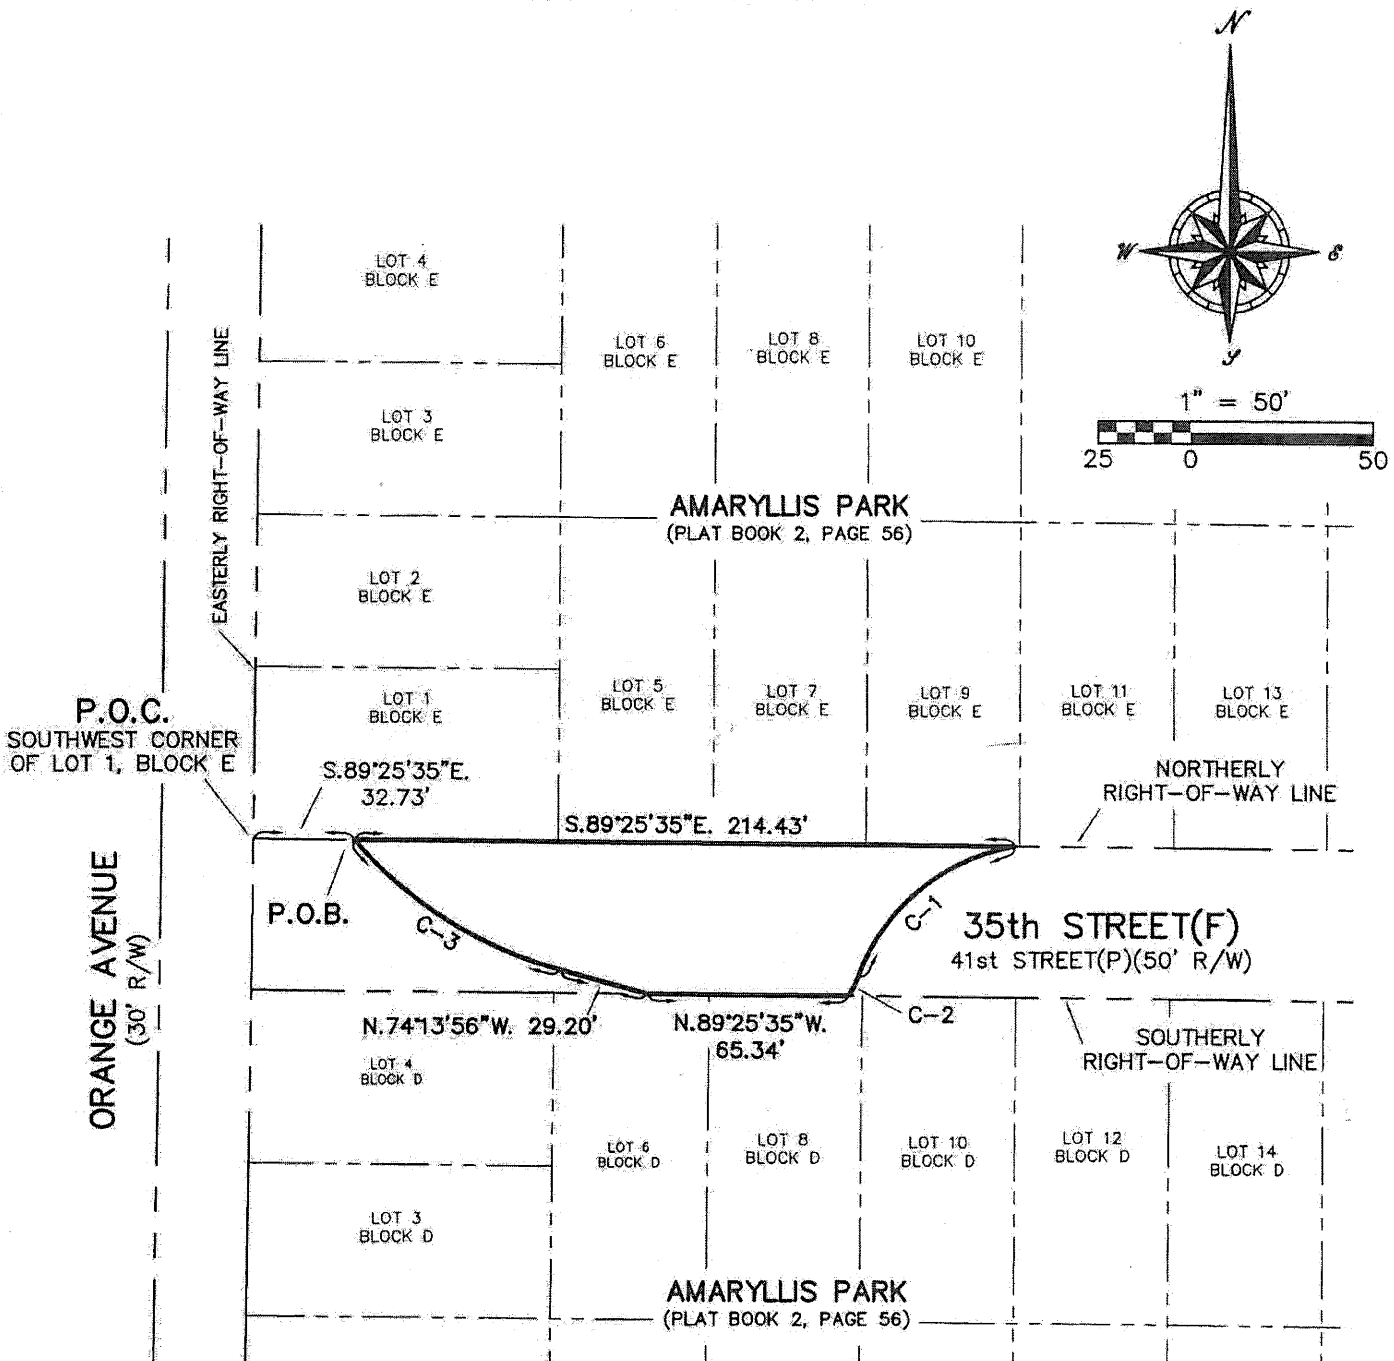 N
W
E
S
1" = 50'
25 0 50
LOT 4
BLOCK E
LOT 6
BLOCK E
LOT 8
BLOCK E
LOT 10
BLOCK E
EASTERLY RIGHT-OF-WAY LINE
LOT 3
BLOCK E
AMARYLLIS PARK
(PLAT BOOK 2, PAGE 56)
LOT 2
BLOCK E
LOT 1
BLOCK E
LOT 5
BLOCK E
LOT 7
BLOCK E
LOT 9
BLOCK E
LOT 11
BLOCK E
LOT 13
BLOCK E
P.O.C.
SOUTHWEST CORNER
OF LOT 1, BLOCK E
S.89°25'35"E.
32.73'
NORTHERLY
RIGHT-OF-WAY LINE
S.89°25'35"E. 214.43'
P.O.B.
C-3
C-1
35th STREET(F)
41st STREET(P)(50' R/W)
ORANGE AVENUE
(30' R/W)
N.74°13'56"W. 29.20'
N.89°25'35"W.
65.34'
C-2
SOUTHERLY
RIGHT-OF-WAY LINE
LOT 4
BLOCK D
LOT 6
BLOCK D
LOT 8
BLOCK D
LOT 10
BLOCK D
LOT 12
BLOCK D
LOT 14
BLOCK D
LOT 3
BLOCK D
AMARYLLIS PARK
(PLAT BOOK 2, PAGE 56)